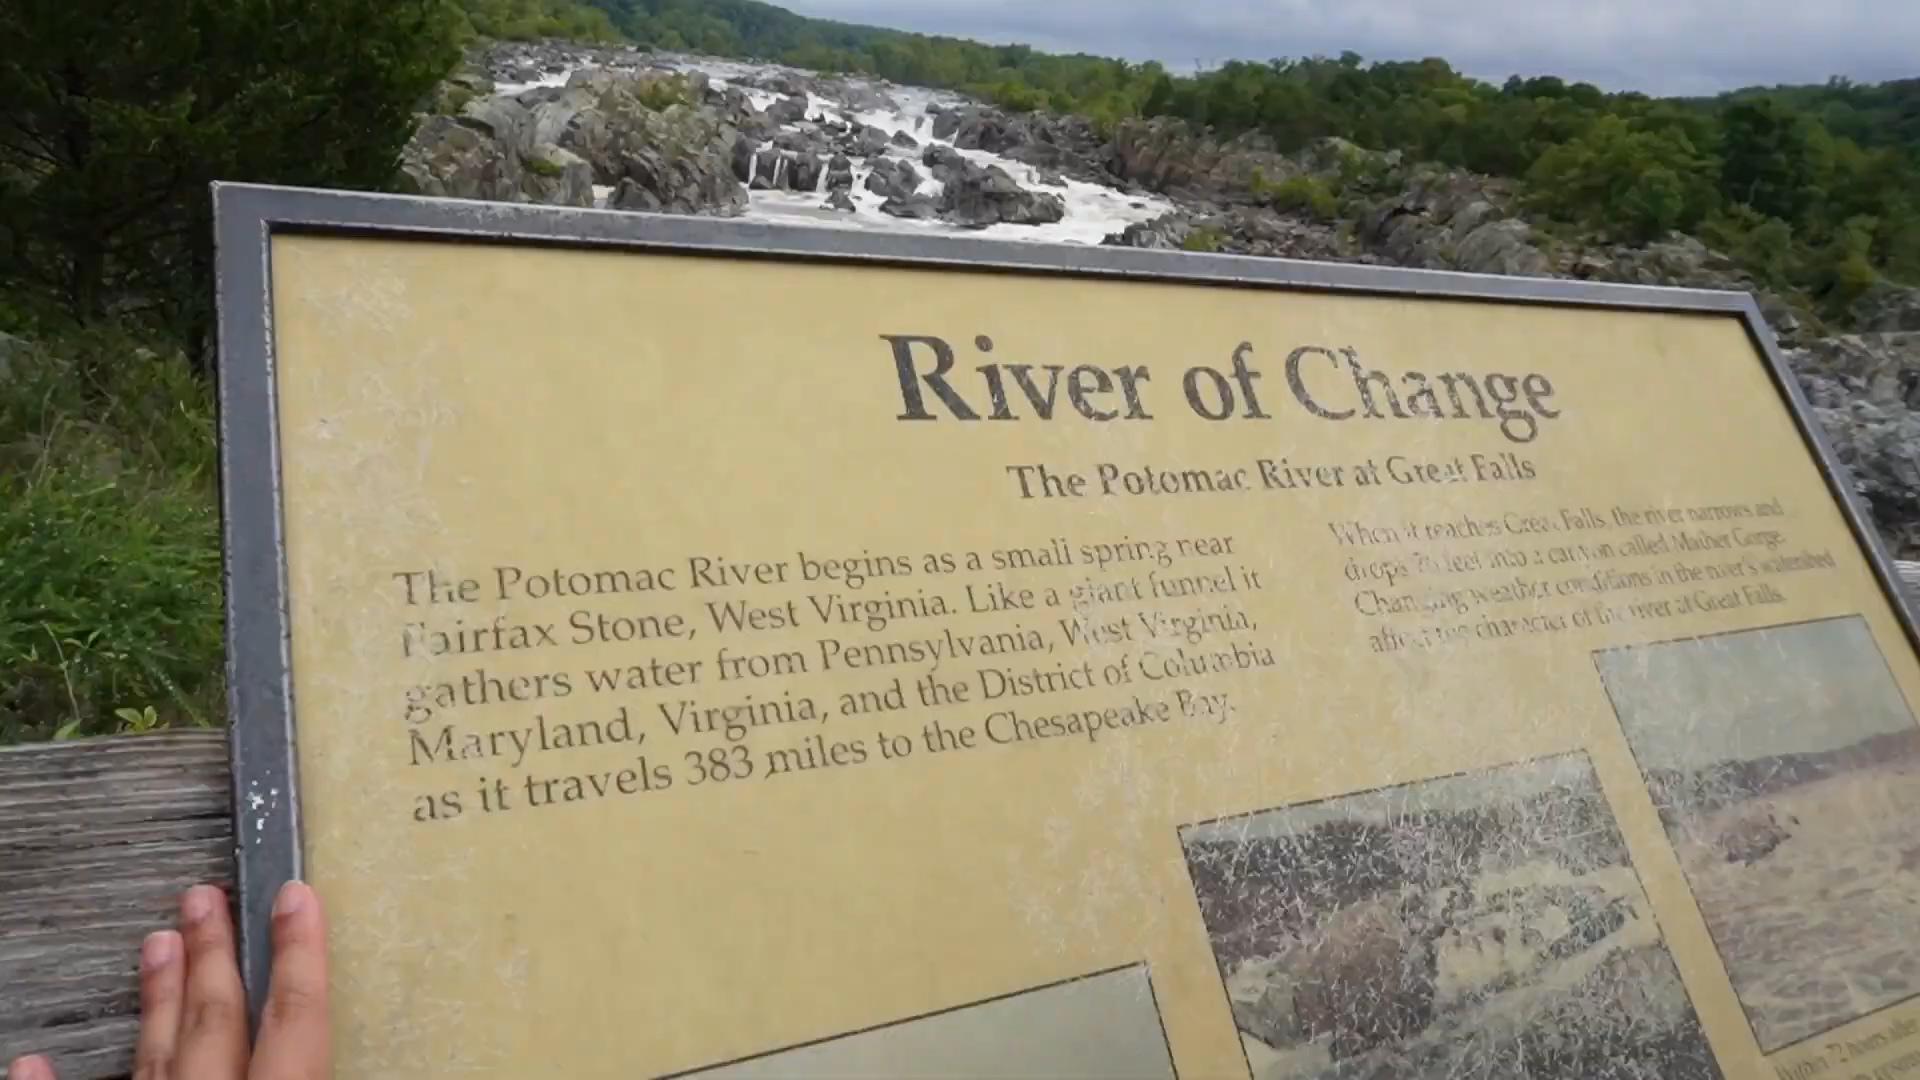 River of Change
The Potomac River at Great Falls
The Potomac River begins as a small spring near
Fairfax Stone, West Virginia. Like a giant funnel it
gathers water from Pennsylvania, West Virginia,
Maryland, Virginia, and the District of Columbia
as it travels 383 miles to the Chesapeake Bay.
When it reaches Great Falls, the river narrows and
drops feet into a canyon called Mather Gorge.
Changing weather conditions in the river's watershed
affect the character of the river at Great Falls.
Within 72 hours after